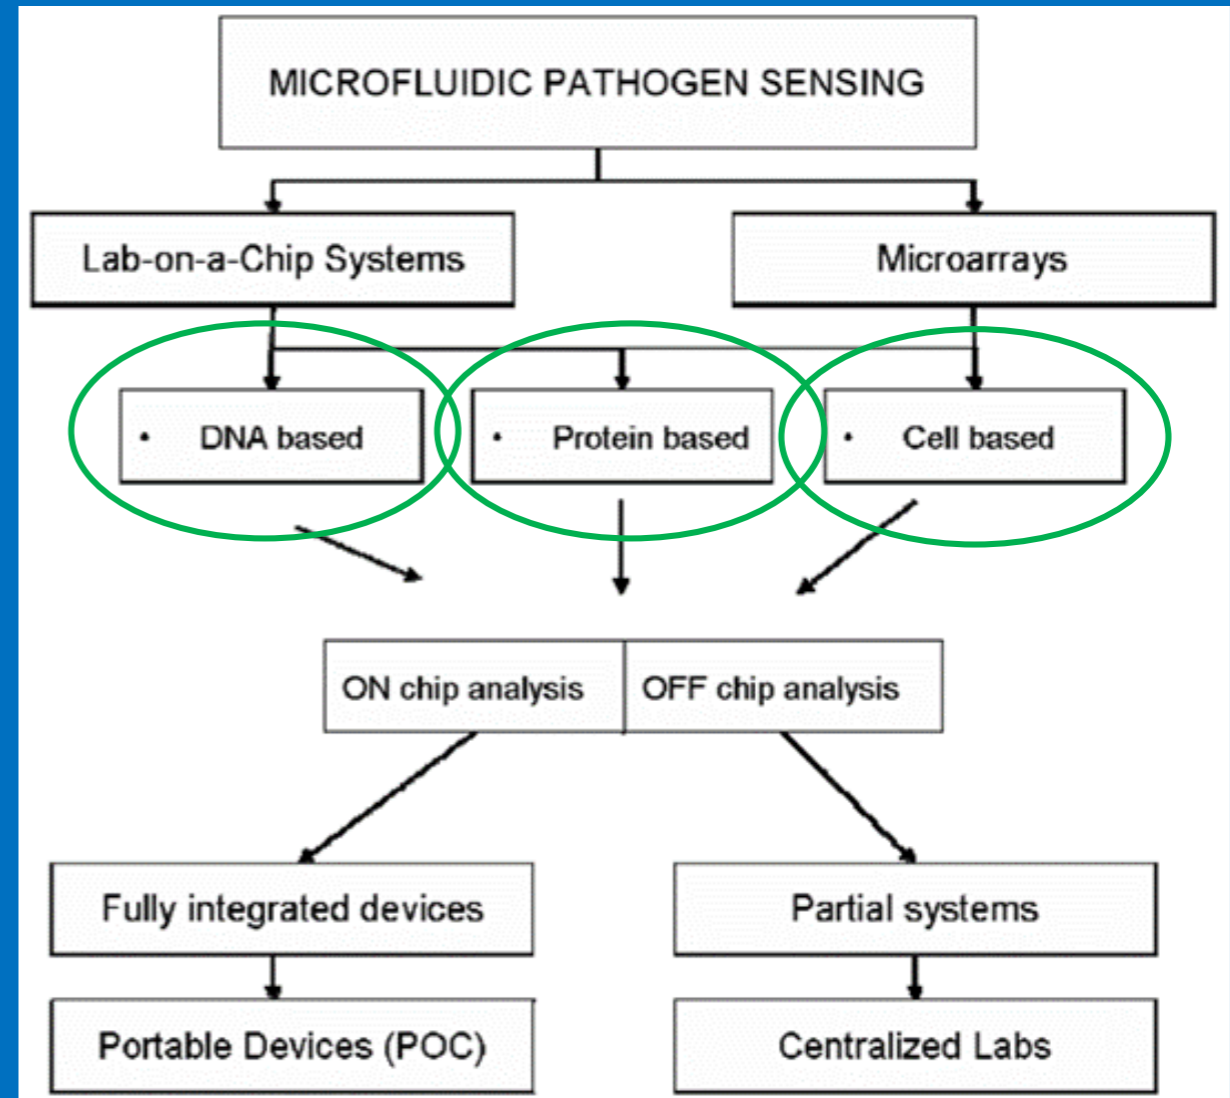 MICROFLUIDIC PATHOGEN SENSING
Lab-on-a-Chip Systems
Microarrays
• DNA based
• Protein based
• Cell based
ON chip analysis
OFF chip analysis
Fully integrated devices
Partial systems
Portable Devices (POC)
Centralized Labs